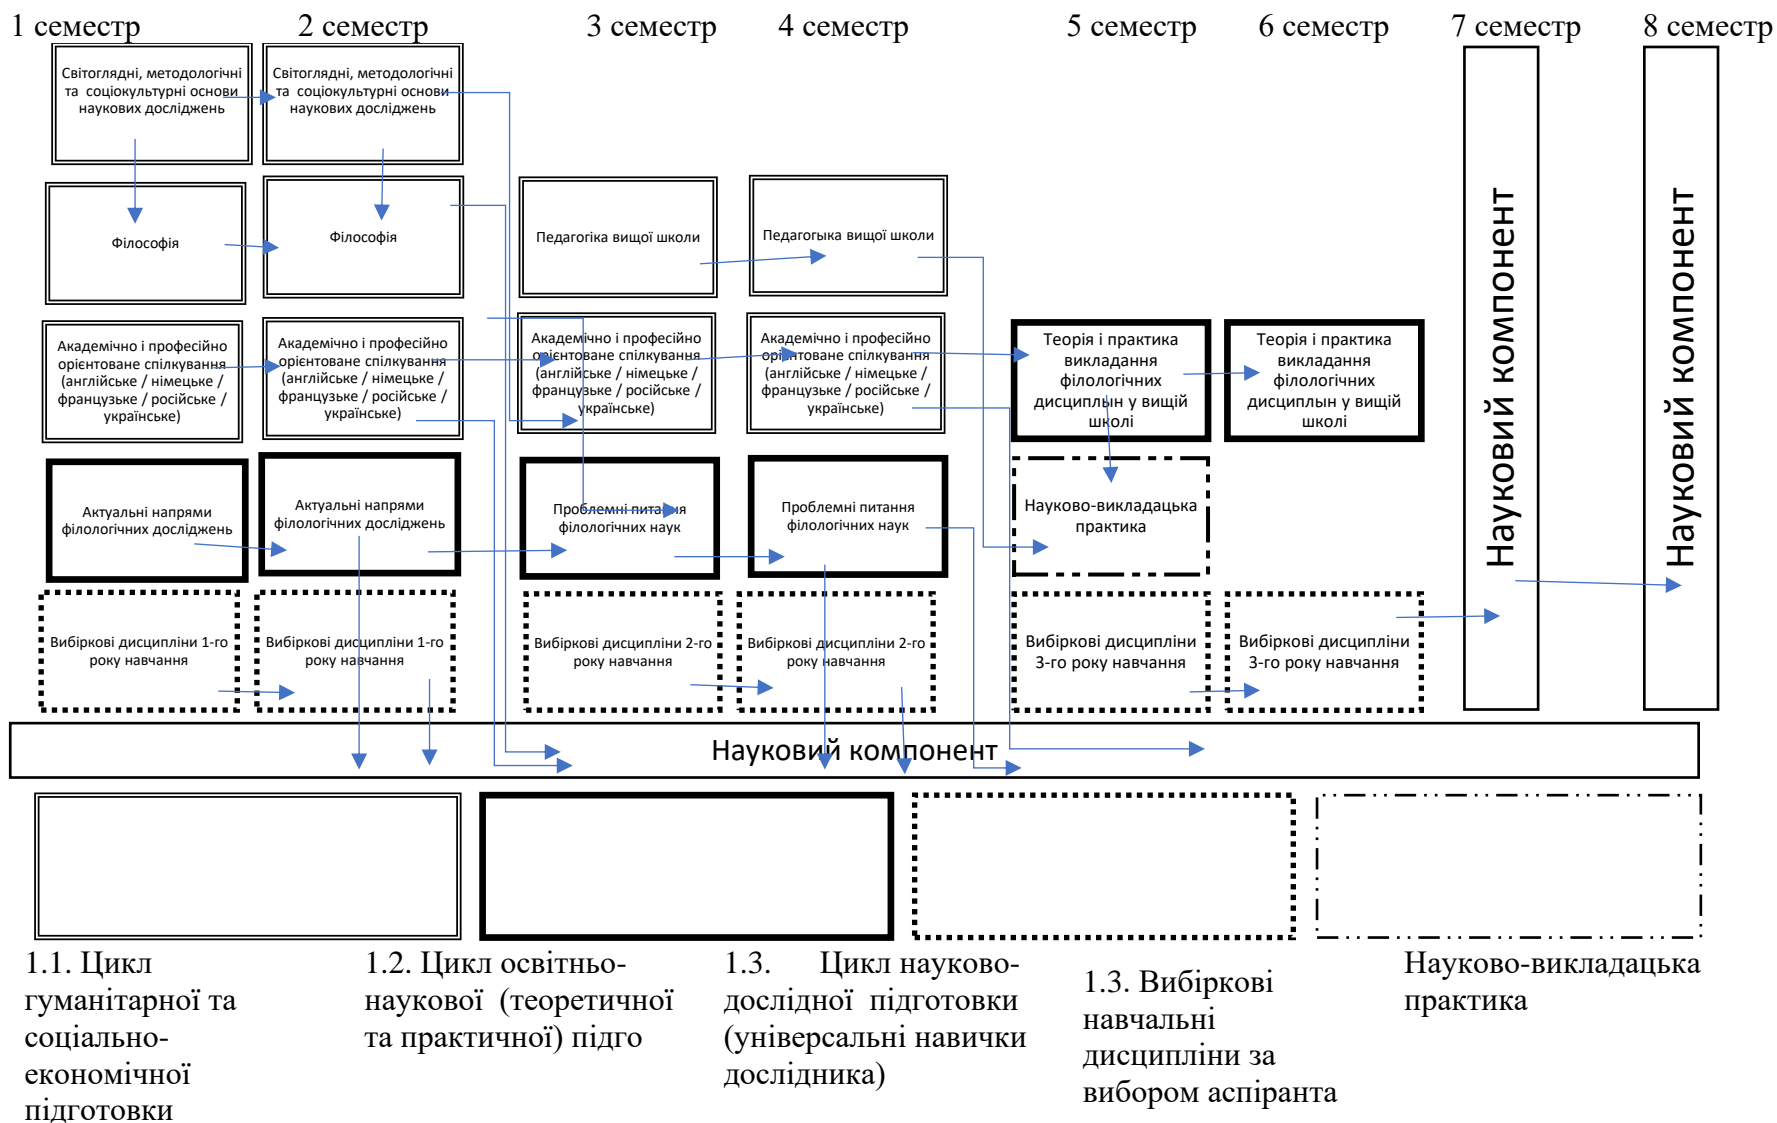 1 семестр
2 семестр
3 семестр
4 семестр
5 семестр
6 семестр
7 семестр
8 семестр
Світоглядні, методологічні
та соціокультурні основи
наукових досліджень
Світоглядні, методологічні
та соціокультурні основи
наукових досліджень
Філософія
Філософія
Педагогіка вищої школи
Педагогыка вищої школи
Академічно і професійно
орієнтоване спілкування
(англійське / німецьке /
французьке / російське /
українське)
Академічно і професійно
орієнтоване спілкування
(англійське / німецьке /
французьке / російське /
українське)
Академічно і професійно
орієнтоване спілкування
(англійське / німецьке /
французьке / російське /
українське)
Академічно і професійно
орієнтоване спілкування
(англійське / німецьке /
французьке / російське /
українське)
Теорія і практика
викладання
філологічних
дисциплын у вищій
школі
Теорія і практика
викладання
філологічних
дисциплын у вищій
школі
Актуальні напрями
філологічних досліджень
Актуальні напрями
філологічних досліджень
Проблемні питання
філологічних наук
Проблемні питання
філологічних наук
Науково-викладацька
практика
Вибіркові дисципліни 1-го
року навчання
Вибіркові дисципліни 1-го
року навчання
Вибіркові дисципліни 2-го
року навчання
Вибіркові дисципліни 2-го
року навчання
Вибіркові дисципліни
3-го року навчання
Вибіркові дисципліни
3-го року навчання
Науковий компонент
Науковий компонент
Науковий компонент
1.1. Цикл
гуманітарної та
соціально-
економічної
підготовки
1.2. Цикл освітньо-
наукової (теоретичної
та практичної) підго
1.3. Цикл науково-
дослідної підготовки
(універсальні навички
дослідника)
1.3. Вибіркові
навчальні
дисципліни за
вибором аспіранта
Науково-викладацька
практика